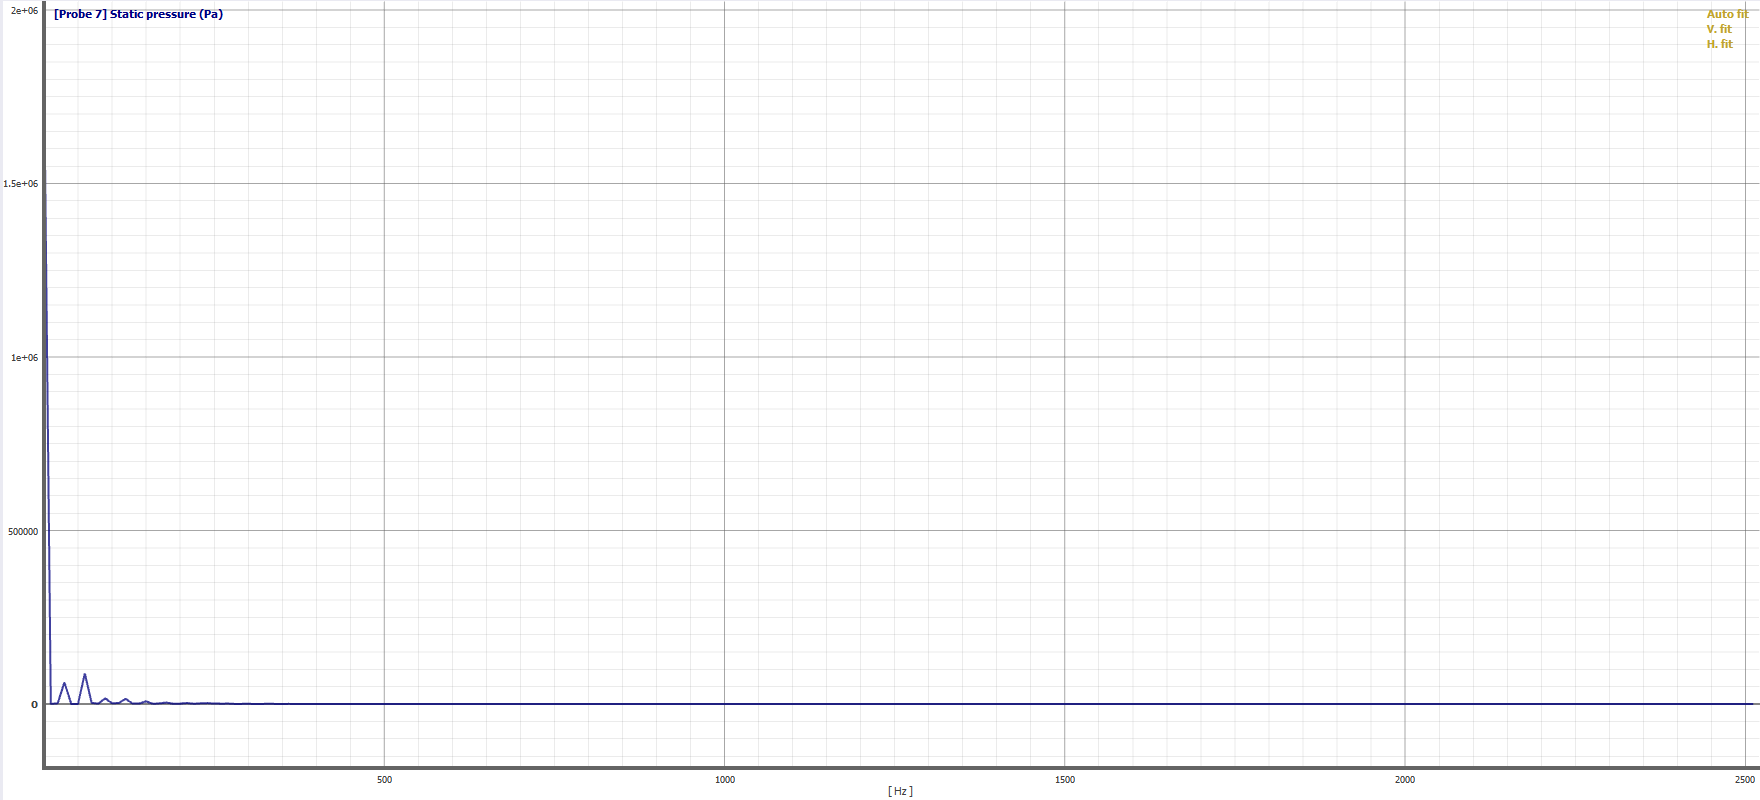 [Probe 7] Static pressure (Pa)
Auto fit
V. fit
H. fit
2e+06
1.5e+06
1e+06
500000
0
500
1000
1500
2000
2500
[ Hz ]